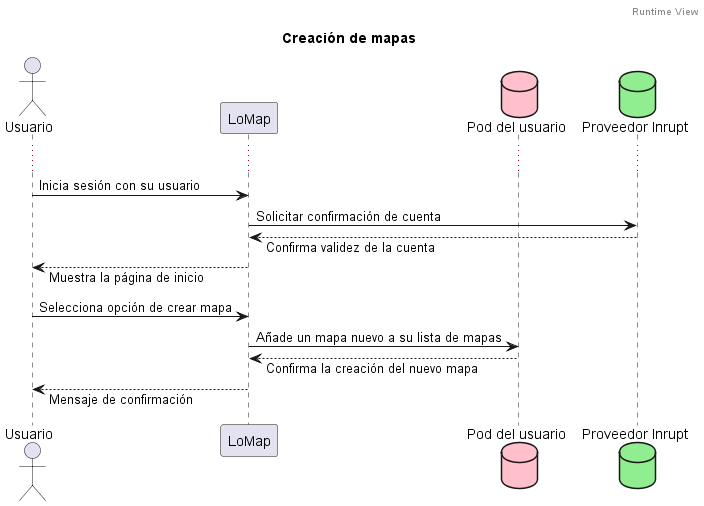 Runtime View
Creación de mapas
Usuario
LoMap
Pod del usuario
Proveedor Inrupt
Inicia sesión con su usuario
Solicitar confirmación de cuenta
Confirma validez de la cuenta
Muestra la página de inicio
Selecciona opción de crear mapa
Añade un mapa nuevo a su lista de mapas
Confirma la creación del nuevo mapa
Mensaje de confirmación
Usuario
LoMap
Pod del usuario
Proveedor Inrupt